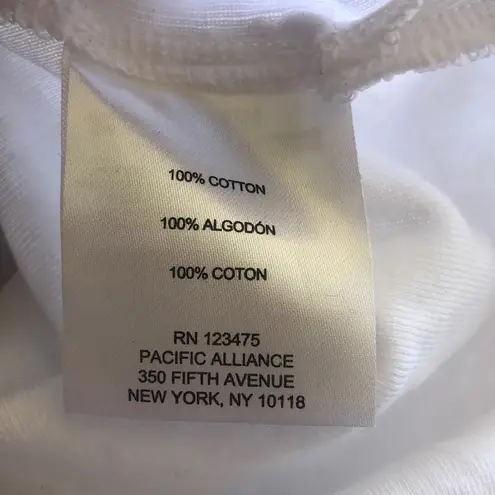 100% COTTON
100% ALGODÓN
100% COTON
RN 123475
PACIFIC ALLIANCE
350 FIFTH AVENUE
NEW YORK, NY 10118